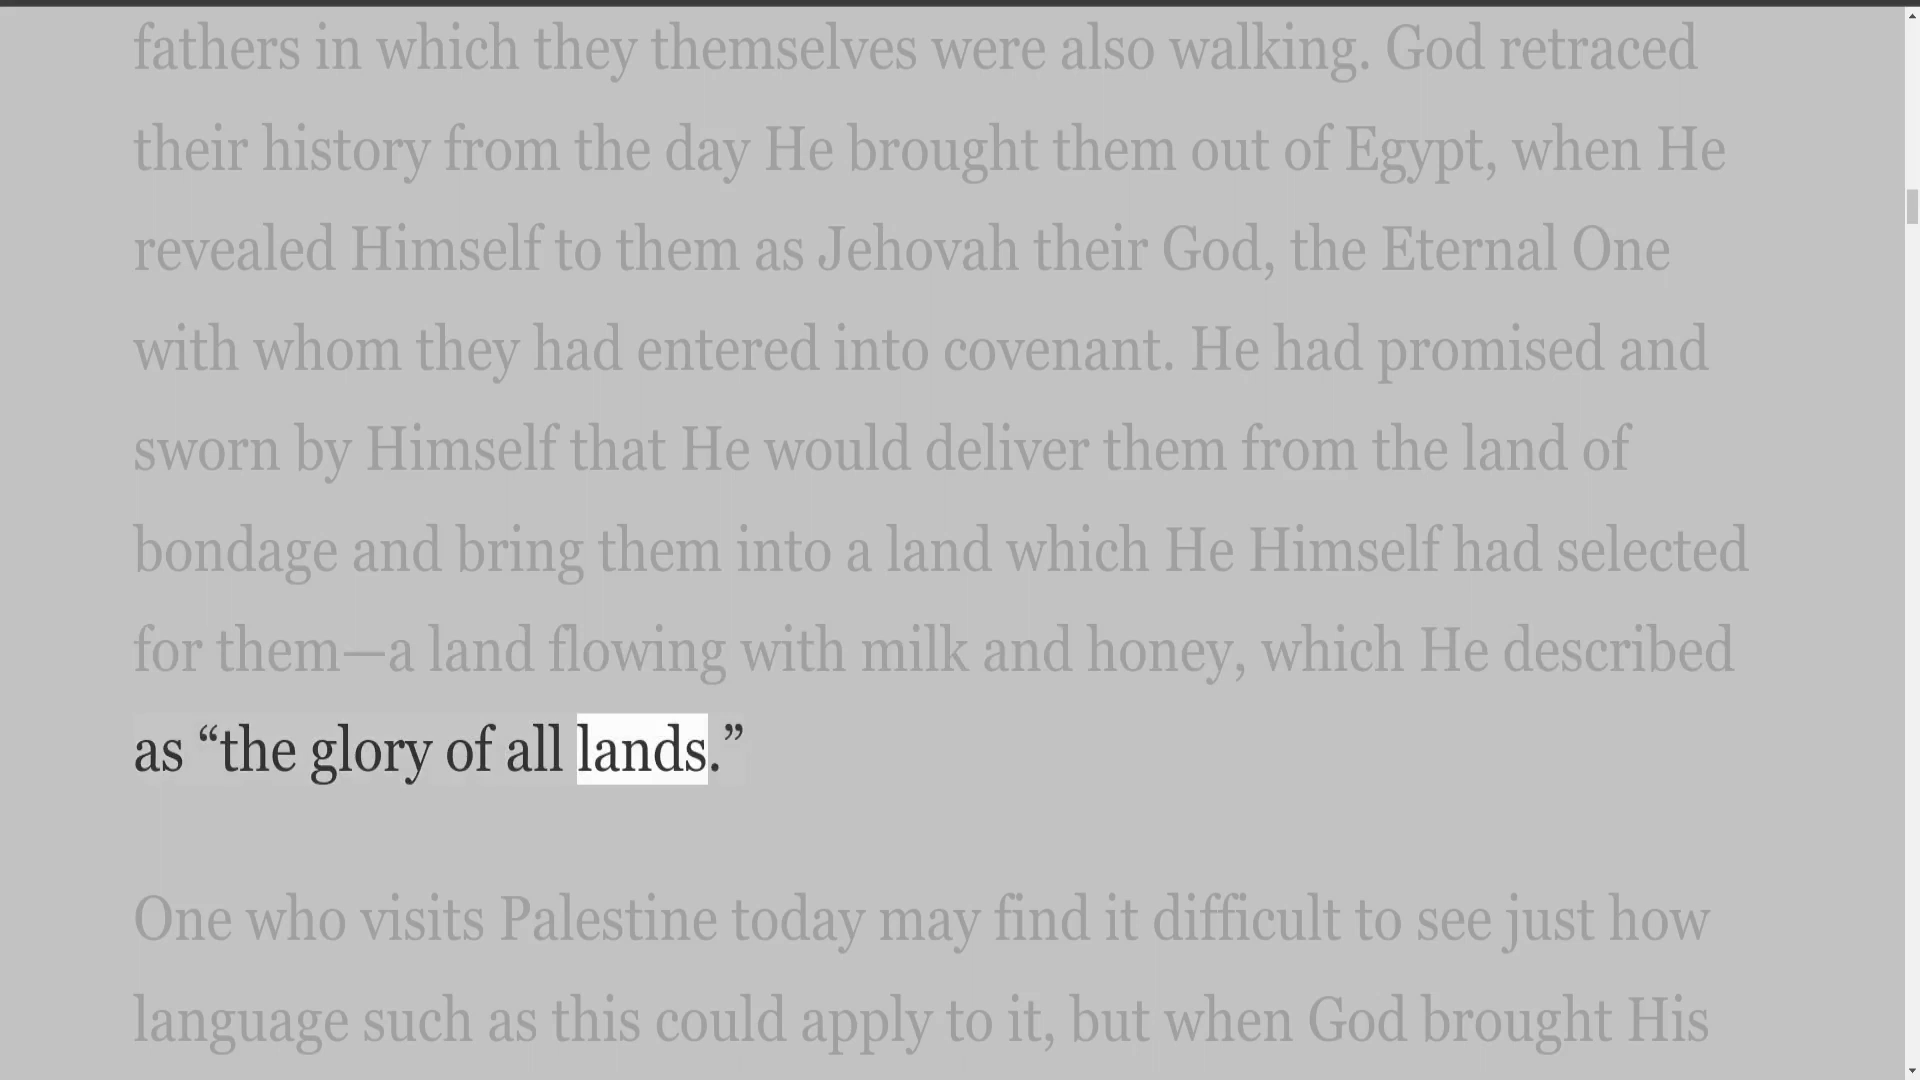 fathers in which they themselves were also walking. God retraced
their history from the day He brought them out of Egypt, when He
revealed Himself to them as Jehovah their God, the Eternal One
with whom they had entered into covenant. He had promised and
sworn by Himself that He would deliver them from the land of
bondage and bring them into a land which He Himself had selected
for them—a land flowing with milk and honey, which He described
as “the glory of all lands.”
One who visits Palestine today may find it difficult to see just how
language such as this could apply to it, but when God brought His